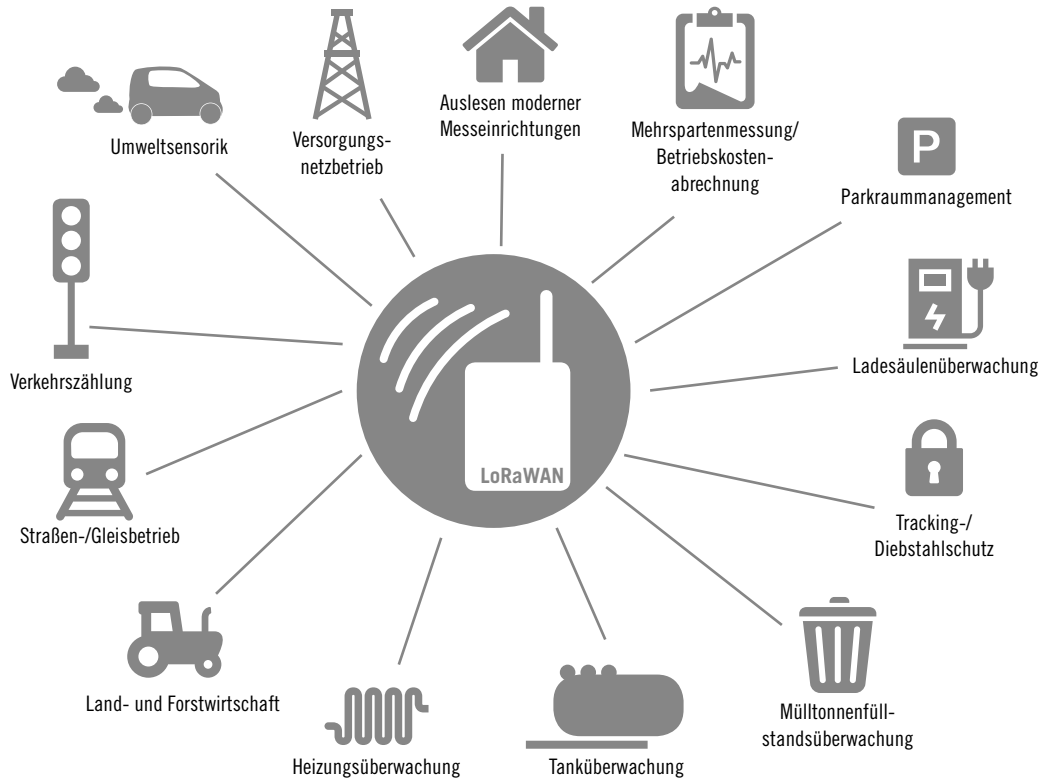 Auslesen moderner
Messeinrichtungen
Mehrspartenmessung/
Betriebskosten-
abrechnung
P
Parkraummanagement
Ladesäulenüberwachung
Tracking-/
Diebstahlschutz
Mülltonnenfüll-
standsüberwachung
Tanküberwachung
Heizungsüberwachung
Land- und Forstwirtschaft
Straßen-/Gleisbetrieb
Verkehrszählung
Umweltsensorik
Versorgungs-
netzbetrieb
LoRaWAN